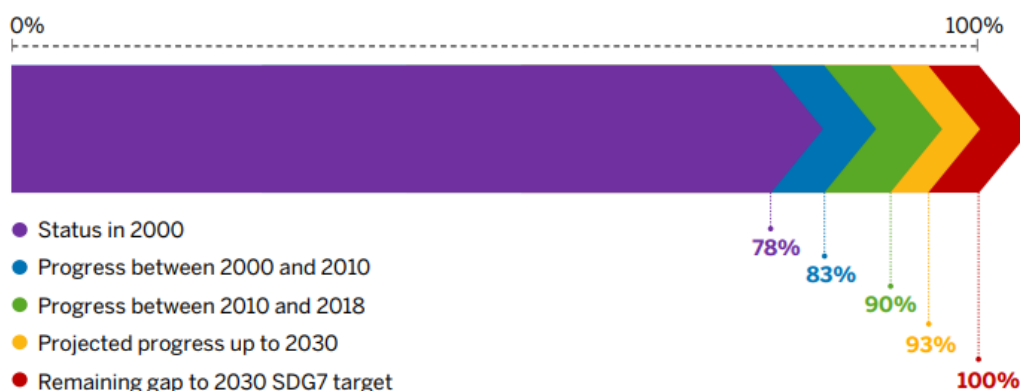 0% 100%
Status in 2000
Progress between 2000 and 2010
Progress between 2010 and 2018
Projected progress up to 2030
Remaining gap to 2030 SDG7 target
78%
83%
90%
93%
100%